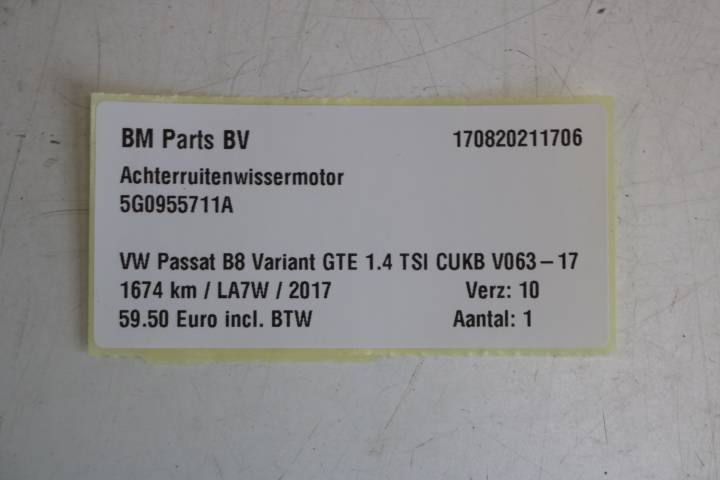 BM Parts BV 170820211706
Achterruitenwissermotor
5G0955711A
VW Passat B8 Variant GTE 1.4 TSI CUKB V063-17
1674 km / LA7W / 2017 Verz: 10
59.50 Euro incl. BTW Aantal: 1